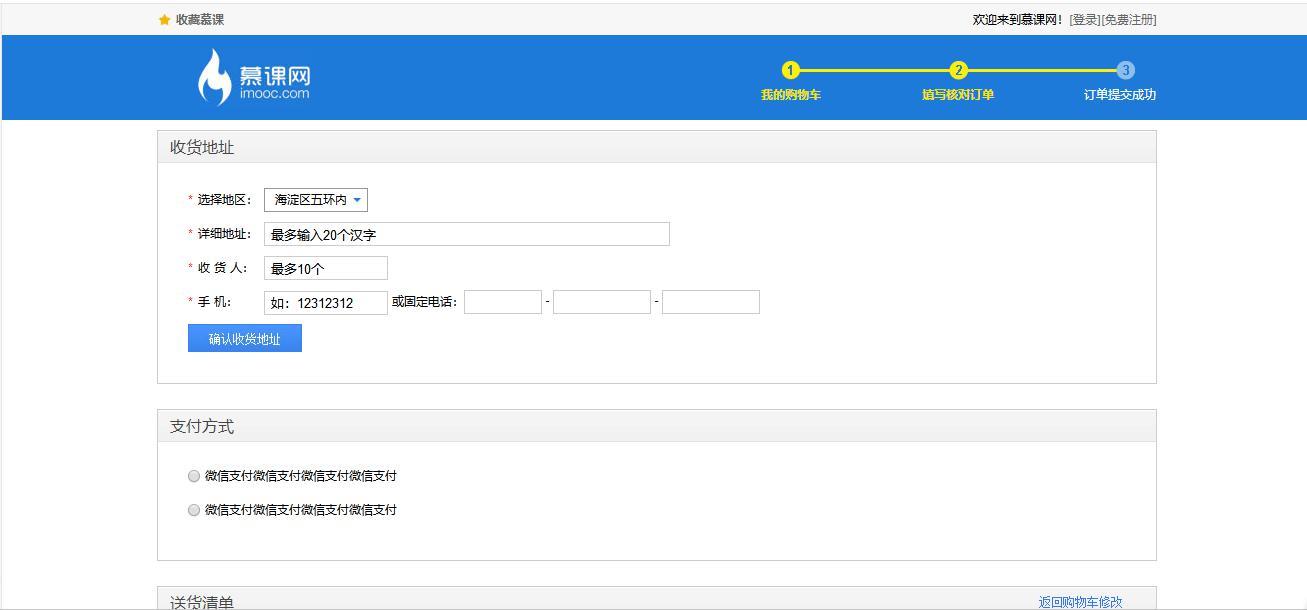 收藏慕课 欢迎来到慕课网！[登录][免费注册]
慕课网
imooc.com
1 2 3
我的购物车 填写核对订单 订单提交成功
收货地址
* 选择地区： 海淀区五环内
* 详细地址： 最多输入20个汉字
* 收 货 人： 最多10个
* 手 机： 如：12312312 或固定电话： - -
确认收货地址
支付方式
微信支付微信支付微信支付微信支付
微信支付微信支付微信支付微信支付
送货清单 返回购物车修改